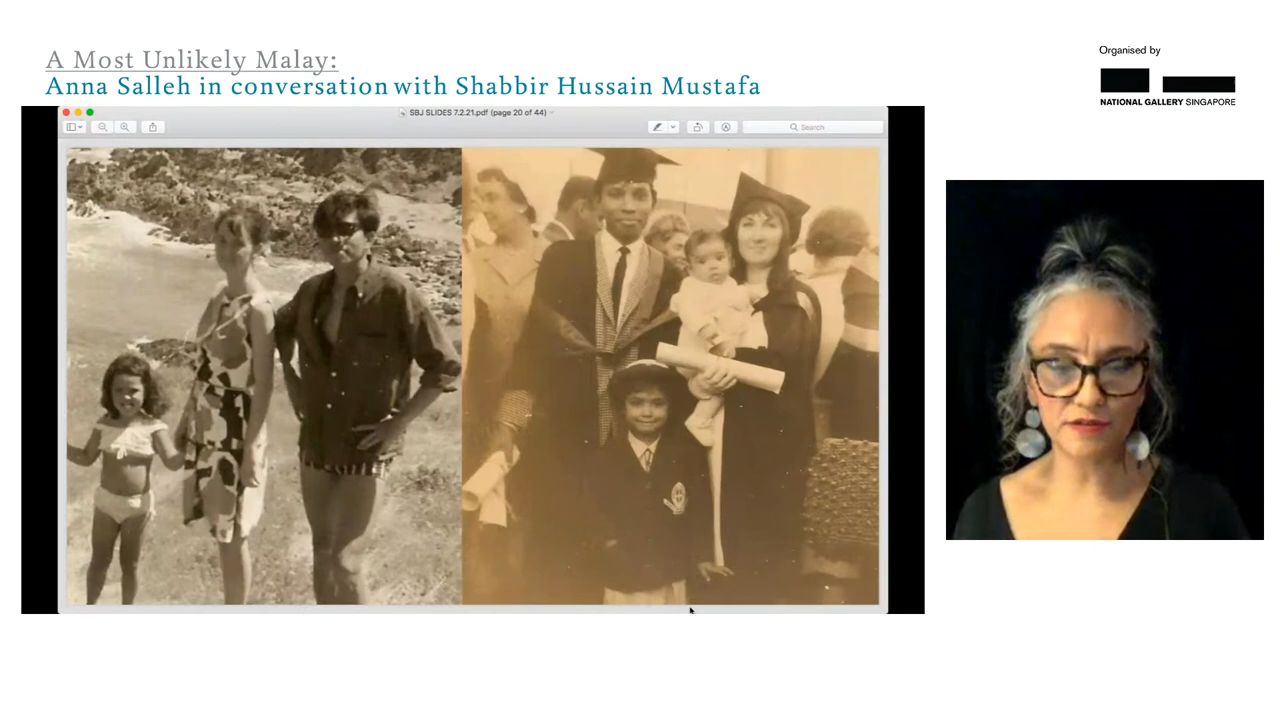 A Most Unlikely Malay:
Anna Salleh in conversation with Shabbir Hussain Mustafa
Organised by
NATIONAL GALLERY SINGAPORE
SBJ SLIDES 7.2.21.pdf (page 20 of 44)
Search